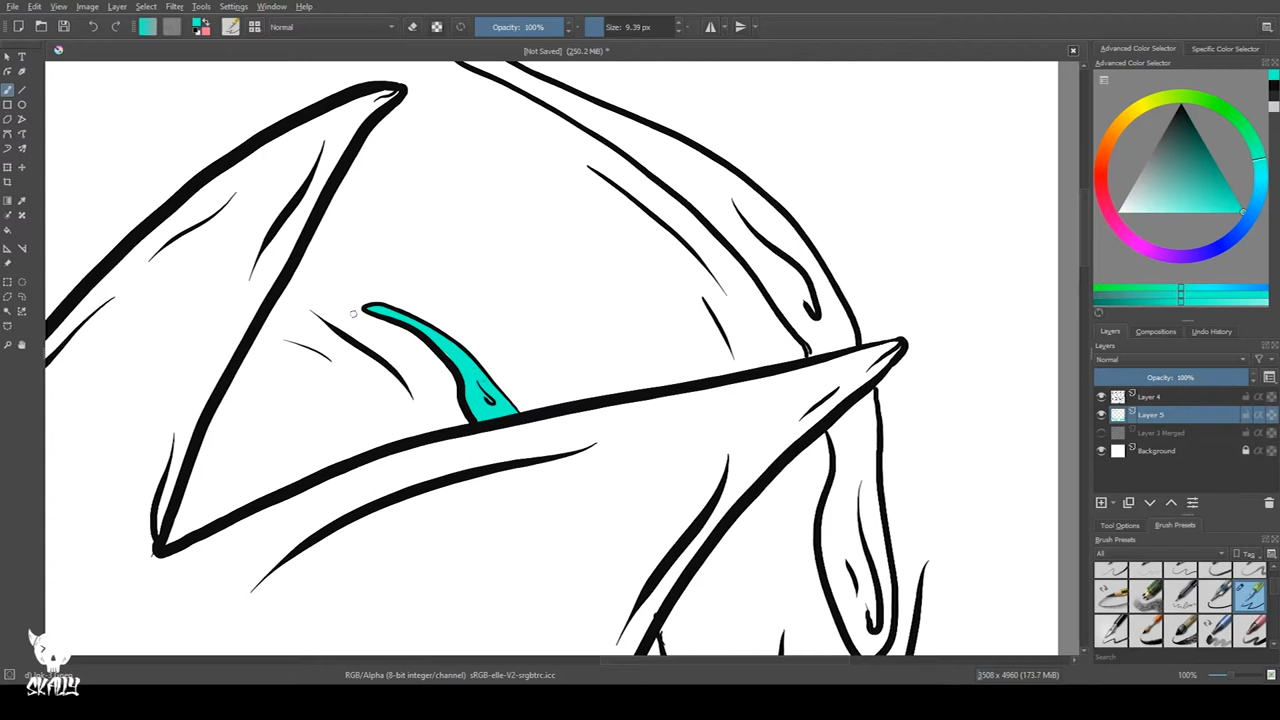 File Edit View Image Layer Select Filter Tools Settings Window Help
Normal
Opacity: 100%
Size: 9.39 px
[Not Saved] (250.2 MiB) *
Advanced Color Selector
Specific Color Selector
Advanced Color Selector
Layers
Compositions
Undo History
Layers
Normal
Opacity: 100%
Layer 4
Layer 5
Layer 3 Merged
Background
Tool Options
Brush Presets
Brush Presets
All
Tag
Search
RGB/Alpha (8-bit integer/channel) sRGB-elle-V2-srgbtrc.icc
3508 x 4960 (173.7 MiB)
100%
SKALLY